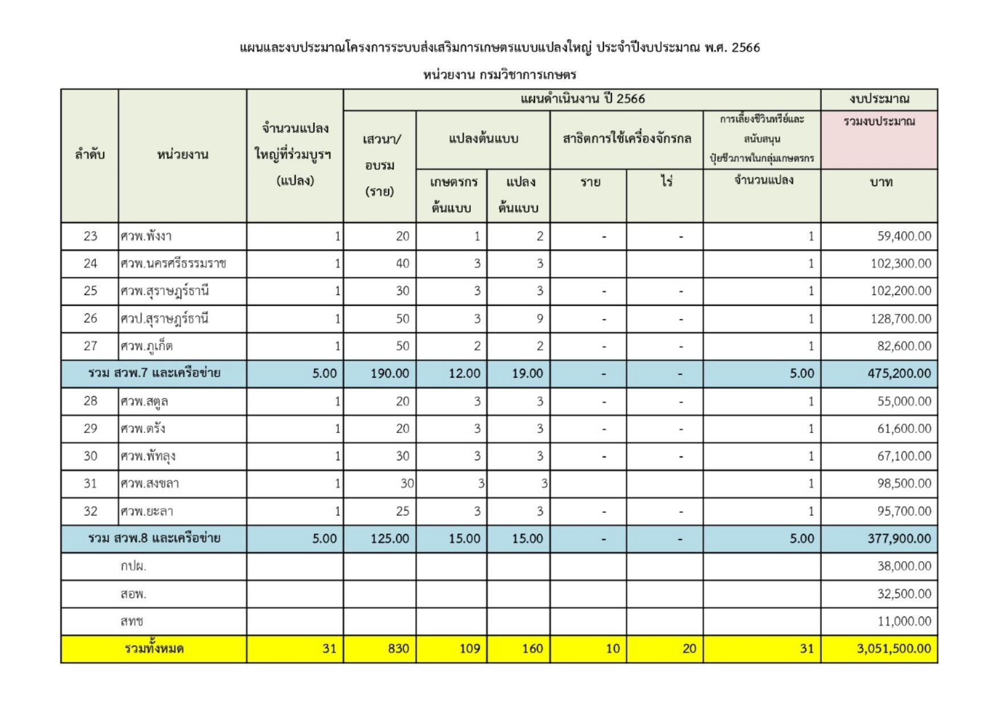 แผนและงบประมาณโครงการระบบส่งเสริมการเกษตรแบบแปลงใหญ่ ประจำปีงบประมาณ พ.ศ. 2566
หน่วยงาน กรมวิชาการเกษตร
ลำดับ
หน่วยงาน
จำนวนแปลง
ใหญ่ที่ร่วมบูรฯ
(แปลง)
แผนดำเนินงาน ปี 2566
งบประมาณ
เสวนา/
อบรม
(ราย)
แปลงต้นแบบ
สาธิตการใช้เครื่องจักรกล
การเลี้ยงชีวินทรีย์และ
สนับสนุน
ปุ๋ยชีวภาพในกลุ่มเกษตรกร
รวมงบประมาณ
เกษตรกร
ต้นแบบ
แปลง
ต้นแบบ
ราย
ไร่
จำนวนแปลง
บาท
23 ศวพ.พังงา 1 20 1 2 - - 1 59,400.00
24 ศวพ.นครศรีธรรมราช 1 40 3 3 1 102,300.00
25 ศวพ.สุราษฎร์ธานี 1 30 3 3 - - 1 102,200.00
26 ศวป.สุราษฎร์ธานี 1 50 3 9 - - 1 128,700.00
27 ศวพ.ภูเก็ต 1 50 2 2 - - 1 82,600.00
รวม สวพ.7 และเครือข่าย 5.00 190.00 12.00 19.00 - - 5.00 475,200.00
28 ศวพ.สตูล 1 20 3 3 - - 1 55,000.00
29 ศวพ.ตรัง 1 20 3 3 - - 1 61,600.00
30 ศวพ.พัทลุง 1 30 3 3 - - 1 67,100.00
31 ศวพ.สงขลา 1 30 3 3 1 98,500.00
32 ศวพ.ยะลา 1 25 3 3 - - 1 95,700.00
รวม สวพ.8 และเครือข่าย 5.00 125.00 15.00 15.00 - - 5.00 377,900.00
กปผ. 38,000.00
สอพ. 32,500.00
สทช 11,000.00
รวมทั้งหมด 31 830 109 160 10 20 31 3,051,500.00